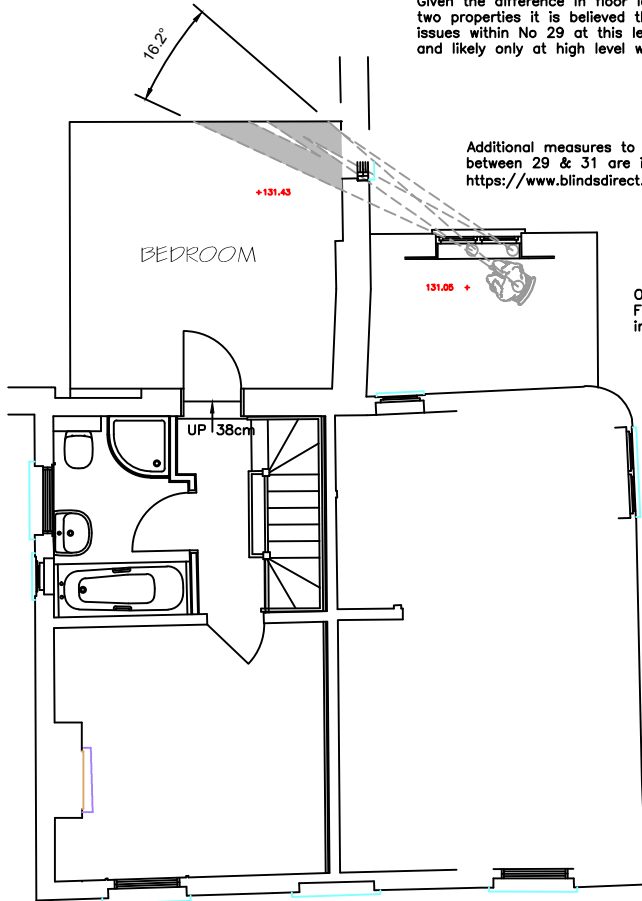 Given the difference in floor
two properties it is believed
issues within No 29 at this
and likely only at high level
16.2°
Additional measures to
between 29 & 31 are
https://www.blindsdirect.
+131.43
BEDROOM
131.05 +
UP 38cm